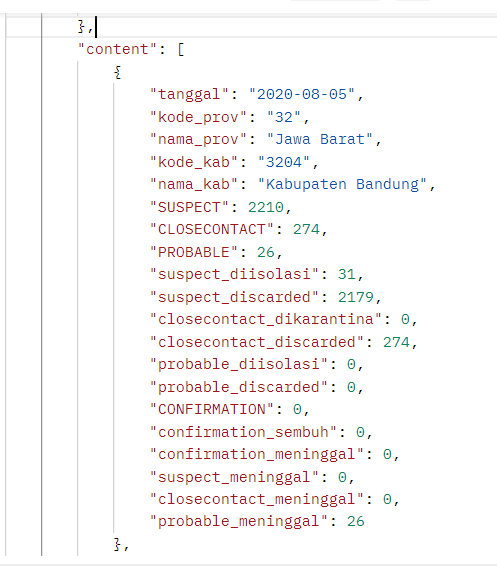 },
"content": [
{
"tanggal": "2020-08-05",
"kode_prov": "32",
"nama_prov": "Jawa Barat",
"kode_kab": "3204",
"nama_kab": "Kabupaten Bandung",
"SUSPECT": 2210,
"CLOSECONTACT": 274,
"PROBABLE": 26,
"suspect_diisolasi": 31,
"suspect_discarded": 2179,
"closecontact_dikarantina": 0,
"closecontact_discarded": 274,
"probable_diisolasi": 0,
"probable_discarded": 0,
"CONFIRMATION": 0,
"confirmation_sembuh": 0,
"confirmation_meninggal": 0,
"suspect_meninggal": 0,
"closecontact_meninggal": 0,
"probable_meninggal": 26
},